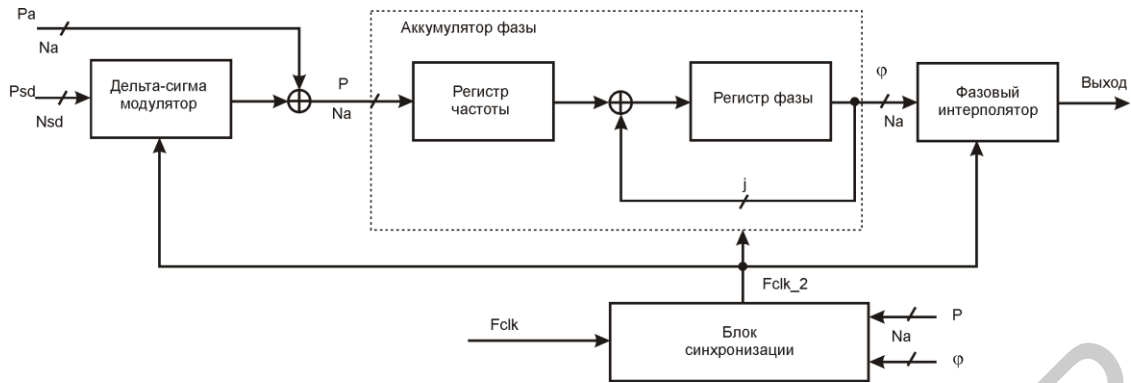 Pa
Na
Psd
Nsd
Дельта-сигма
модулятор
P
Na
Аккумулятор фазы
Регистр
частоты
Регистр фазы
j
φ
Na
Фазовый
интерполятор
Выход
Fclk_2
Fclk
Блок
синхронизации
P
Na
φ